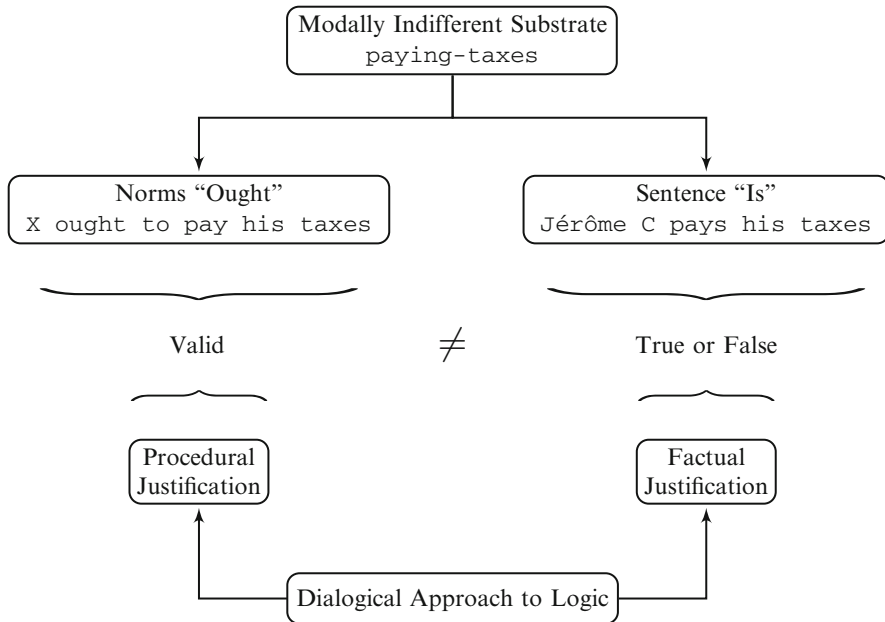 Modally Indifferent Substrate
paying-taxes
Norms “Ought”
X ought to pay his taxes
Sentence “Is”
Jérôme C pays his taxes
Valid
≠
True or False
Procedural
Justification
Factual
Justification
Dialogical Approach to Logic